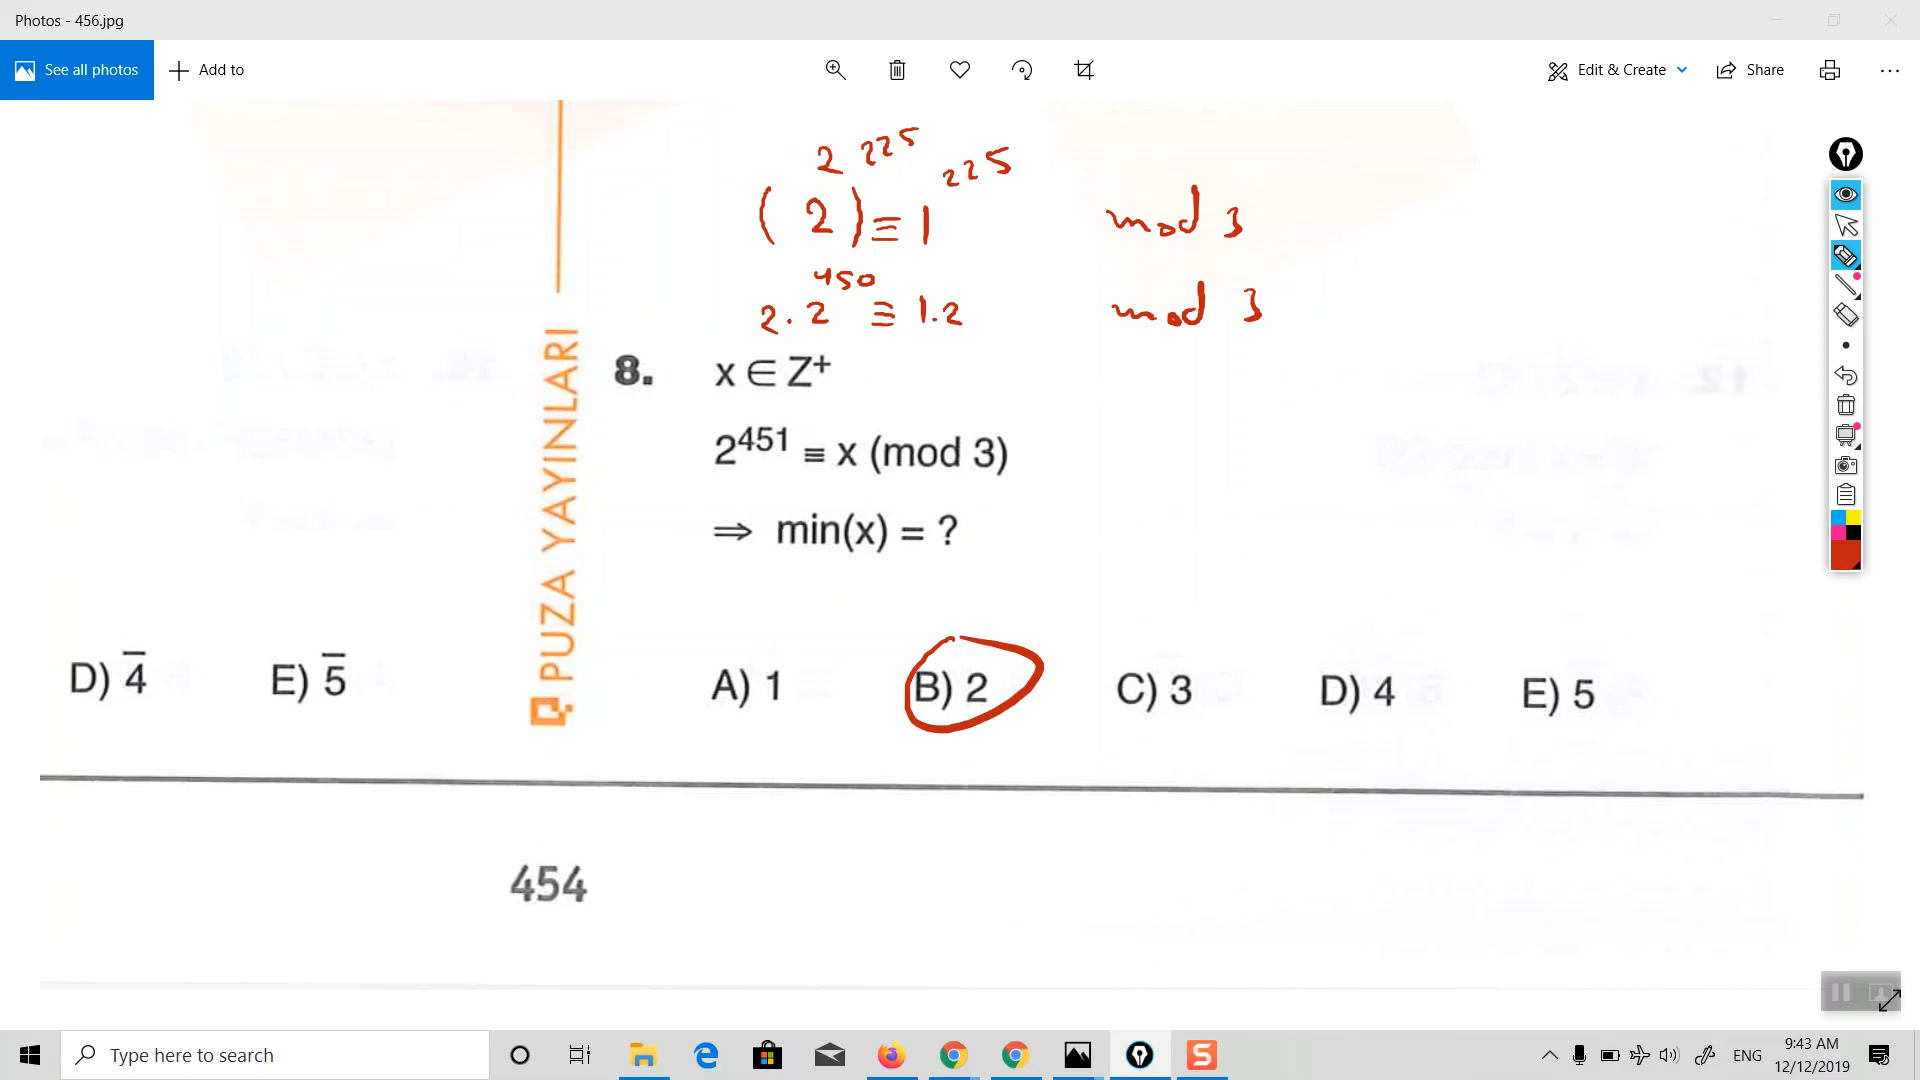 Photos - 456.jpg
See all photos
Add to
Edit & Create
Share
2 225 225
( 2 ) ≡ 1 mod 3
450
2 . 2 ≡ 1.2 mod 3
PUZA YAYINLARI
8. x ∈ Z⁺
2⁴⁵¹ ≡ x (mod 3)
⇒ min(x) = ?
D) 4̅ E) 5̅
A) 1 B) 2 C) 3 D) 4 E) 5
454
Type here to search
ENG
9:43 AM
12/12/2019